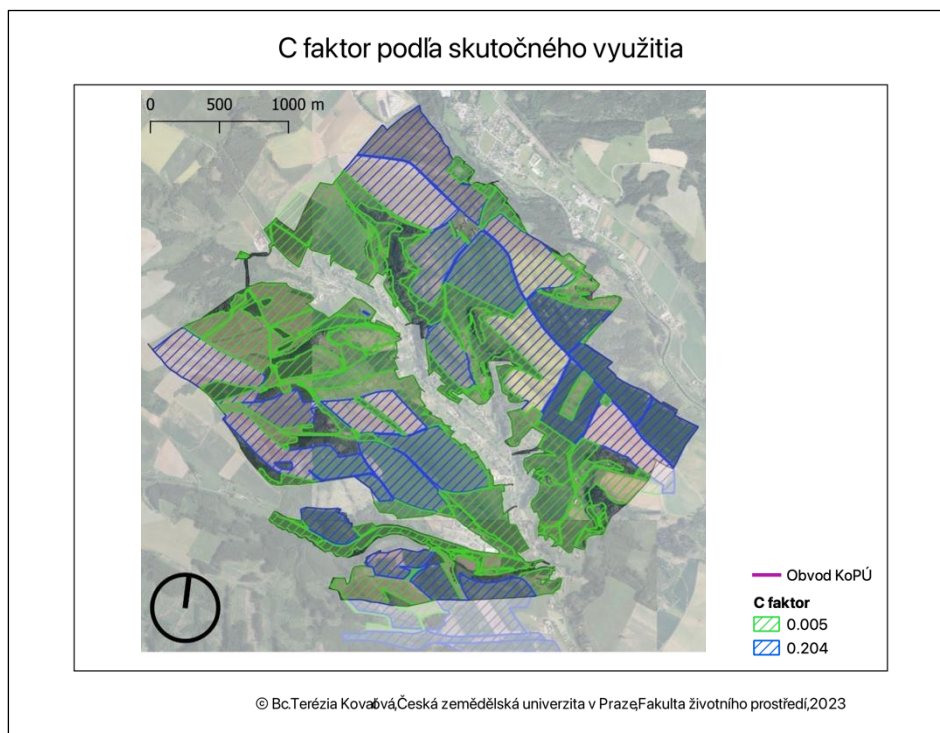 C faktor podľa skutočného využitia
0 500 1000 m
Obvod KoPÚ
C faktor
0.005
0.204
© Bc.Terézia Kovaľová,Česká zemědělská univerzita v Praze,Fakulta životního prostředí,2023